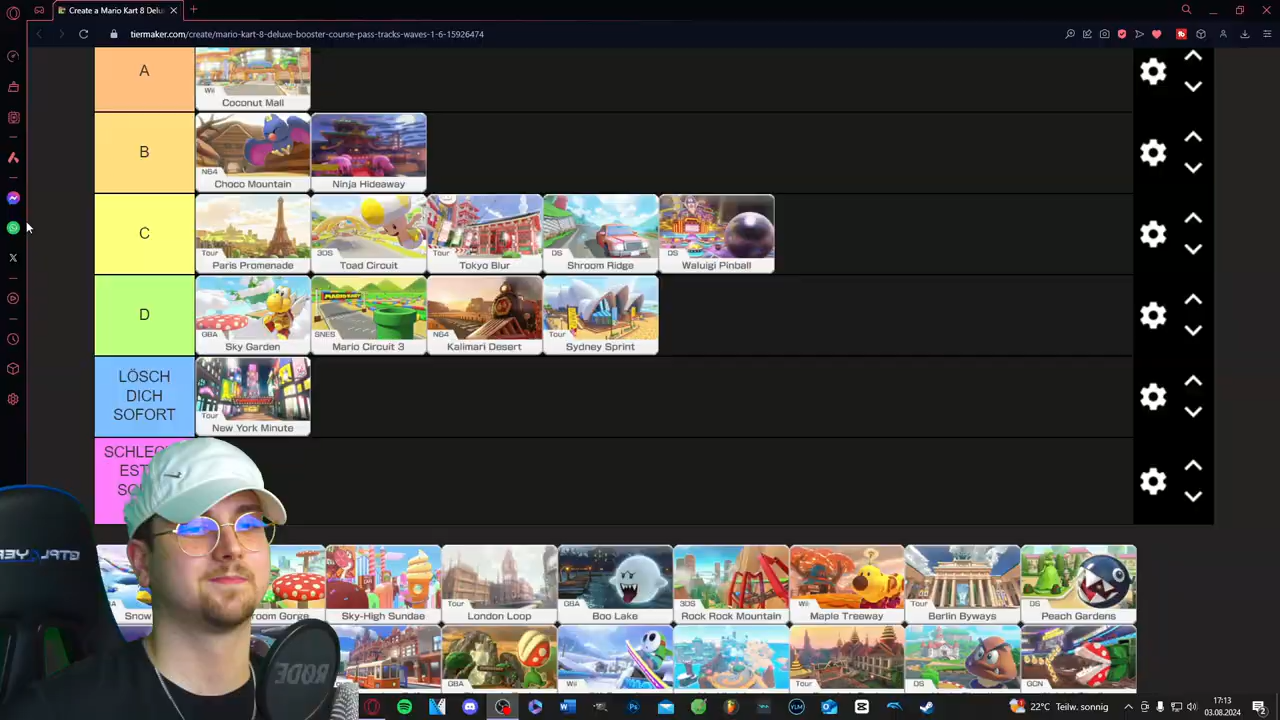 Create a Mario Kart 8 Delu
tiermaker.com/create/mario-kart-8-deluxe-booster-course-pass-tracks-waves-1-6-15926474
A
Wii
Coconut Mall
B
N64
Choco Mountain
Ninja Hideaway
C
Tour
Paris Promenade
3DS
Toad Circuit
Tour
Tokyo Blur
DS
Shroom Ridge
DS
Waluigi Pinball
D
GBA
Sky Garden
MARIO KART
SNES
Mario Circuit 3
N64
Kalimari Desert
Tour
Sydney Sprint
LÖSCH
DICH
SOFORT
Tour
New York Minute
Snow
room Gorge
Sky-High Sundae
Tour
London Loop
GBA
Boo Lake
3DS
Rock Rock Mountain
Wii
Maple Treeway
Tour
Berlin Byways
DS
Peach Gardens
GBA
Wii
DS
GCN
RODE
22°C Teilw. sonnig
17:13
03.08.2024